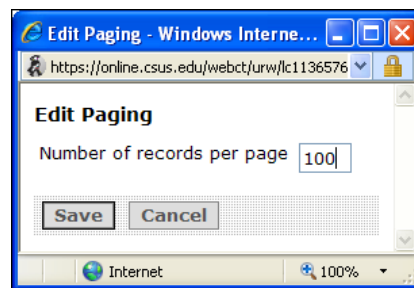 Edit Paging - Windows Interne...
https://online.csus.edu/webct/urw/lc1136576
Edit Paging
Number of records per page 100
Save Cancel
Internet 100%